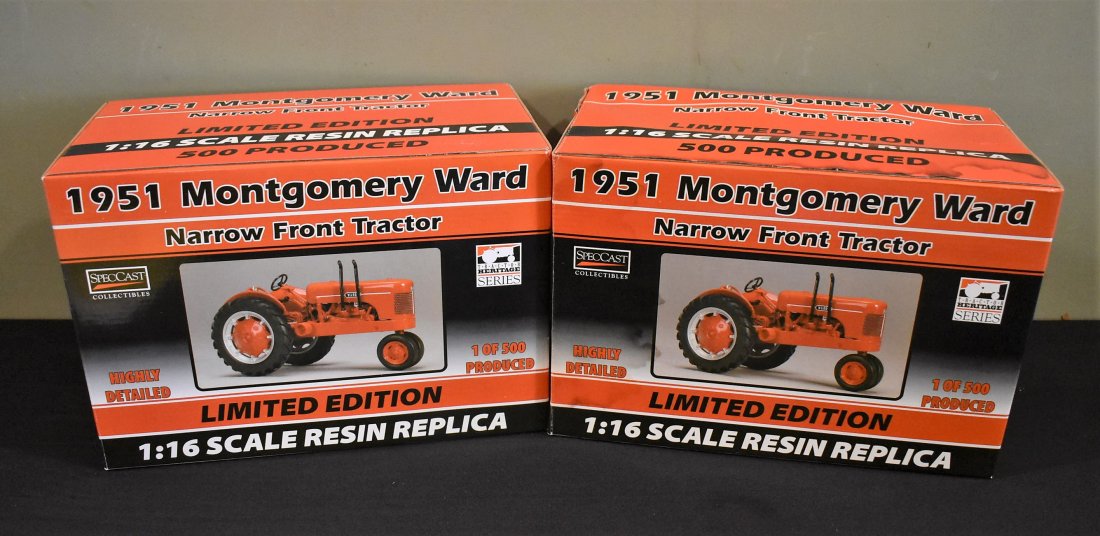 1951 Montgomery Ward
Narrow Front Tractor
LIMITED EDITION
1:16 SCALE RESIN REPLICA
500 PRODUCED
1951 Montgomery Ward
Narrow Front Tractor
SPECCAST
COLLECTIBLES
TRACTOR
HERITAGE
SERIES
HIGHLY
DETAILED
1 OF 500
PRODUCED
LIMITED EDITION
1:16 SCALE RESIN REPLICA
1951 Montgomery Ward
Narrow Front Tractor
LIMITED EDITION
1:16 SCALE RESIN REPLICA
500 PRODUCED
1951 Montgomery Ward
Narrow Front Tractor
SPECCAST
COLLECTIBLES
TRACTOR
HERITAGE
SERIES
HIGHLY
DETAILED
1 OF 500
PRODUCED
LIMITED EDITION
1:16 SCALE RESIN REPLICA